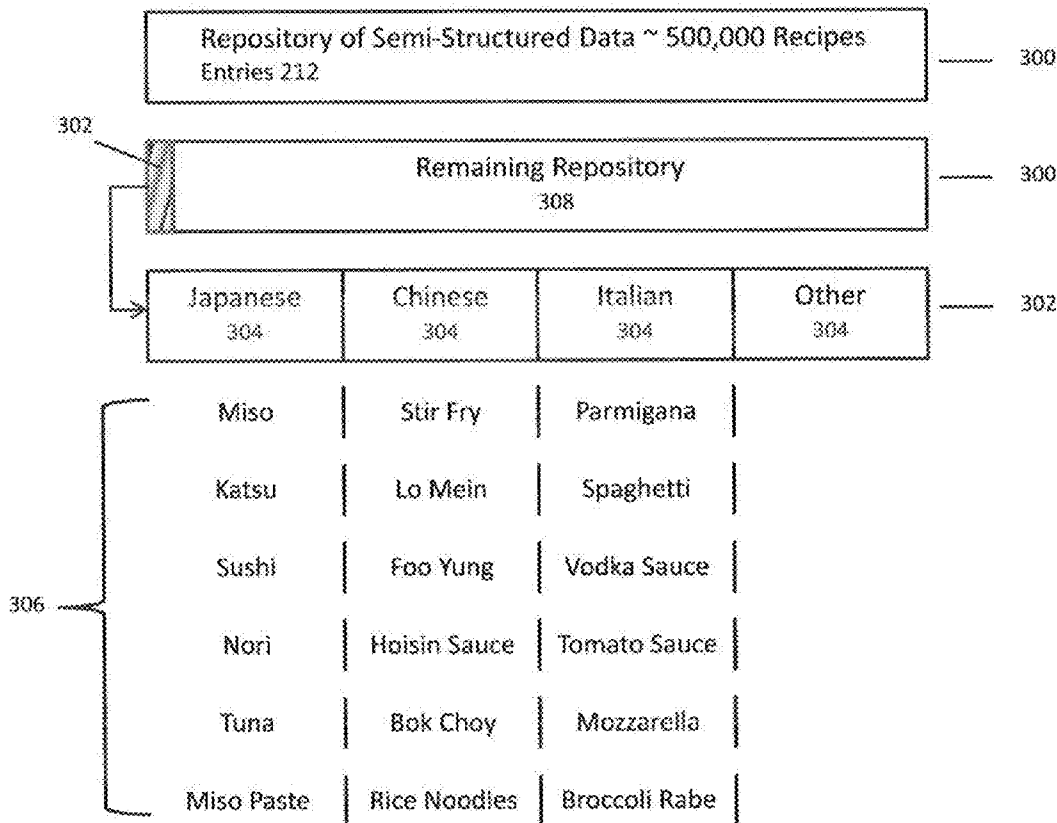 Repository of Semi-Structured Data ~ 500,000 Recipes
Entries 212
300
302
Remaining Repository
308
300
Japanese Chinese Italian Other
304 304 304 304
302
Miso Stir Fry Parmigana
Katsu Lo Mein Spaghetti
Sushi Foo Yung Vodka Sauce
306
Nori Hoisin Sauce Tomato Sauce
Tuna Bok Choy Mozzarella
Miso Paste Rice Noodles Broccoli Rabe